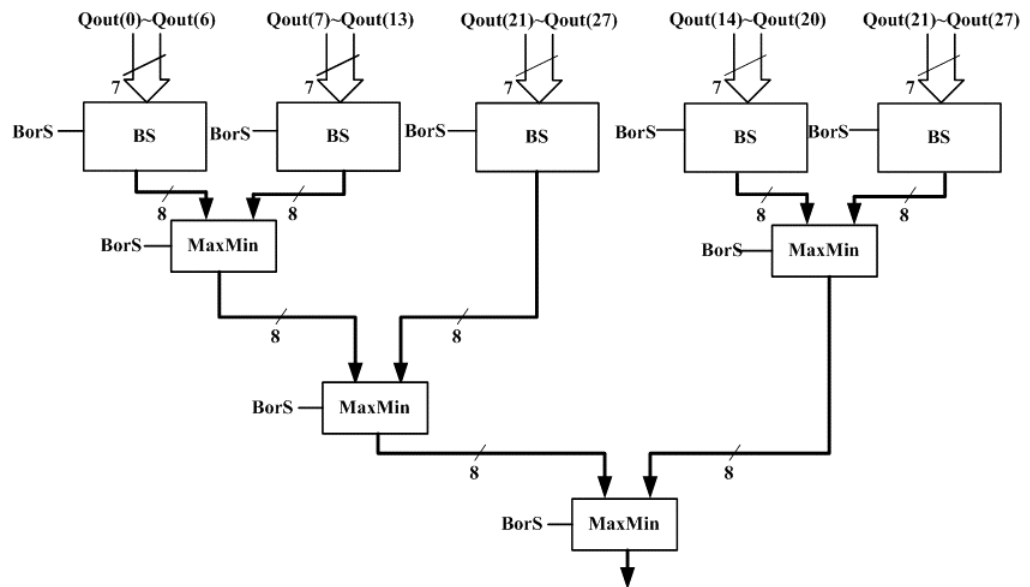 Qout(0)~Qout(6) Qout(7)~Qout(13) Qout(21)~Qout(27) Qout(14)~Qout(20) Qout(21)~Qout(27)
7 7 7 7 7
BorS BS BorS BS BorS BS BorS BS BorS BS
8 8 8 8
BorS MaxMin BorS MaxMin
8 8
BorS MaxMin
8 8
BorS MaxMin